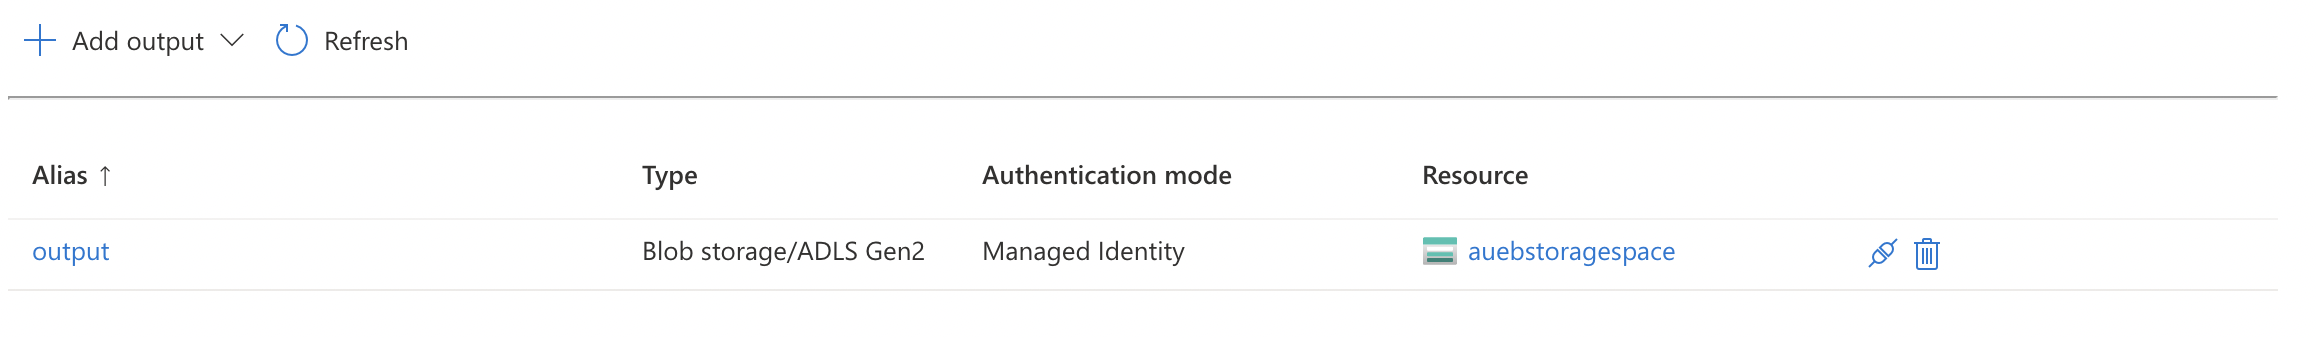 Add output Refresh
Alias ↑ Type Authentication mode Resource
output Blob storage/ADLS Gen2 Managed Identity auebstoragespace